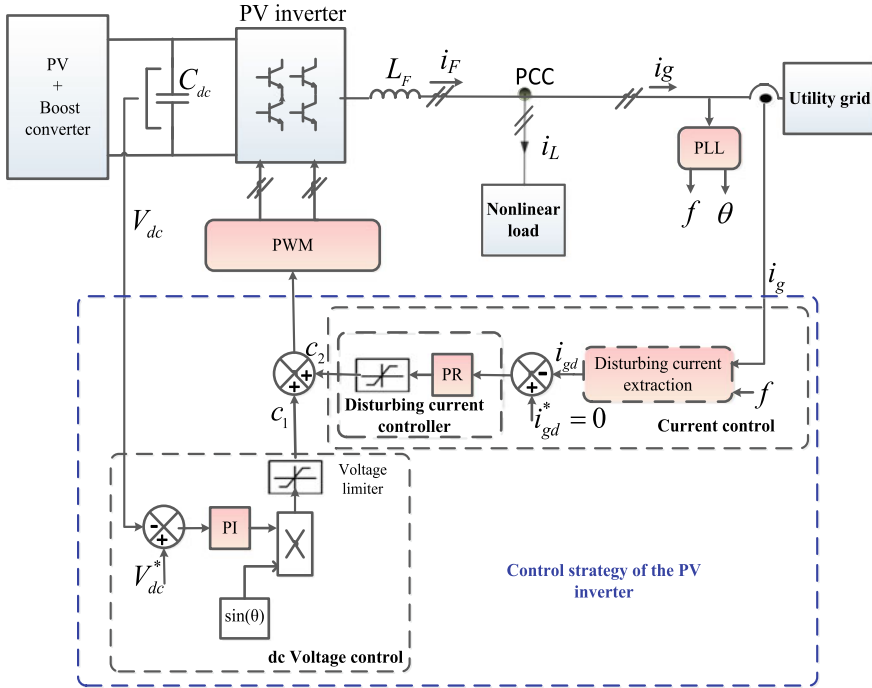 PV inverter
PV
+
Boost
converter
C_dc
L_F
i_F
PCC
i_g
Utility grid
PLL
f θ
i_L
Nonlinear
load
V_dc
PWM
i_g
c_2
+
+
c_1
PR
-
+
i_gd
i*_gd = 0
Disturbing current
extraction
f
Disturbing current
controller
Current control
Voltage
limiter
-
+
PI
X
V*_dc
sin(θ)
dc Voltage control
Control strategy of the PV
inverter